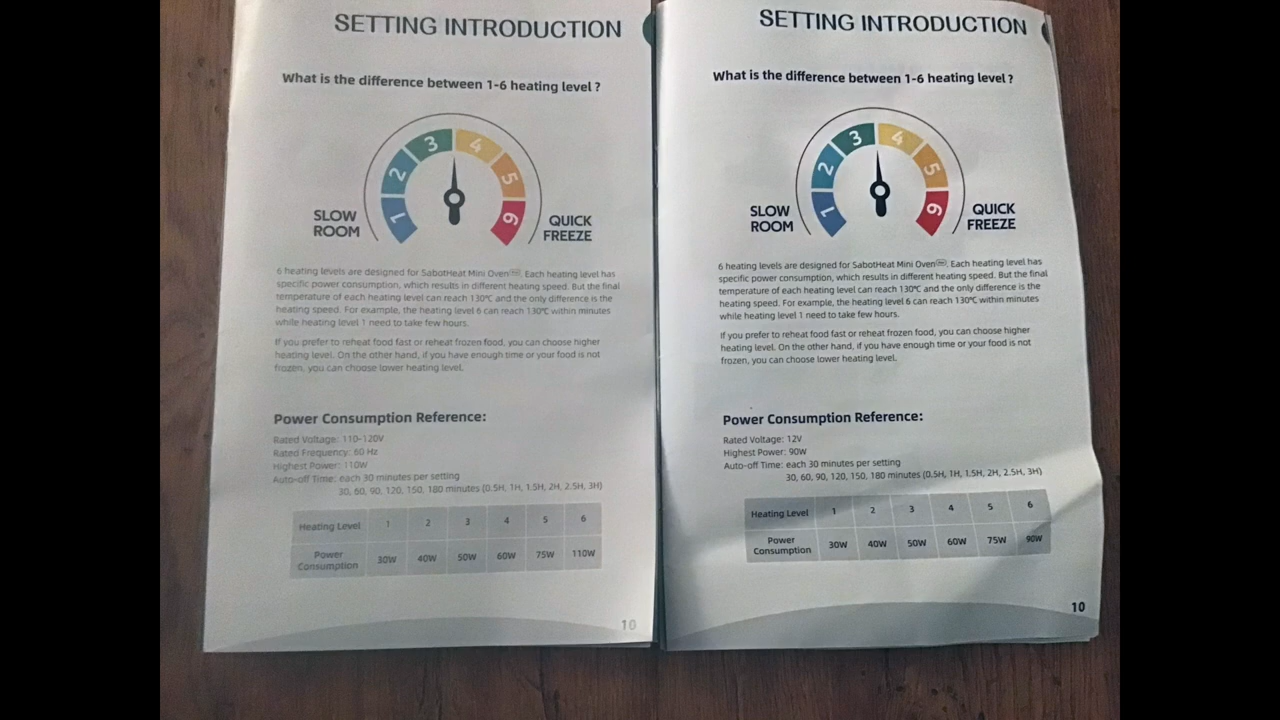 SETTING INTRODUCTION
What is the difference between 1-6 heating level ?
1
2
3
4
5
6
SLOW
ROOM
QUICK
FREEZE
6 heating levels are designed for SabotHeat Mini Oven. Each heating level has
specific power consumption, which results in different heating speed. But the final
temperature of each heating level can reach 130℃ and the only difference is the
heating speed. For example, the heating level 6 can reach 130℃ within minutes
while heating level 1 need to take few hours.
If you prefer to reheat food fast or reheat frozen food, you can choose higher
heating level. On the other hand, if you have enough time or your food is not
frozen, you can choose lower heating level.
Power Consumption Reference:
Rated Voltage: 110-120V
Rated Frequency: 60 Hz
Highest Power: 110W
Auto-off Time: each 30 minutes per setting
30, 60, 90, 120, 150, 180 minutes (0.5H, 1H, 1.5H, 2H, 2.5H, 3H)
Heating Level 1 2 3 4 5 6
Power
Consumption 30W 40W 50W 60W 75W 110W
10
SETTING INTRODUCTION
What is the difference between 1-6 heating level ?
1
2
3
4
5
6
SLOW
ROOM
QUICK
FREEZE
6 heating levels are designed for SabotHeat Mini Oven. Each heating level has
specific power consumption, which results in different heating speed. But the final
temperature of each heating level can reach 130℃ and the only difference is the
heating speed. For example, the heating level 6 can reach 130℃ within minutes
while heating level 1 need to take few hours.
If you prefer to reheat food fast or reheat frozen food, you can choose higher
heating level. On the other hand, if you have enough time or your food is not
frozen, you can choose lower heating level.
Power Consumption Reference:
Rated Voltage: 12V
Highest Power: 90W
Auto-off Time: each 30 minutes per setting
30, 60, 90, 120, 150, 180 minutes (0.5H, 1H, 1.5H, 2H, 2.5H, 3H)
Heating Level 1 2 3 4 5 6
Power
Consumption 30W 40W 50W 60W 75W 90W
10